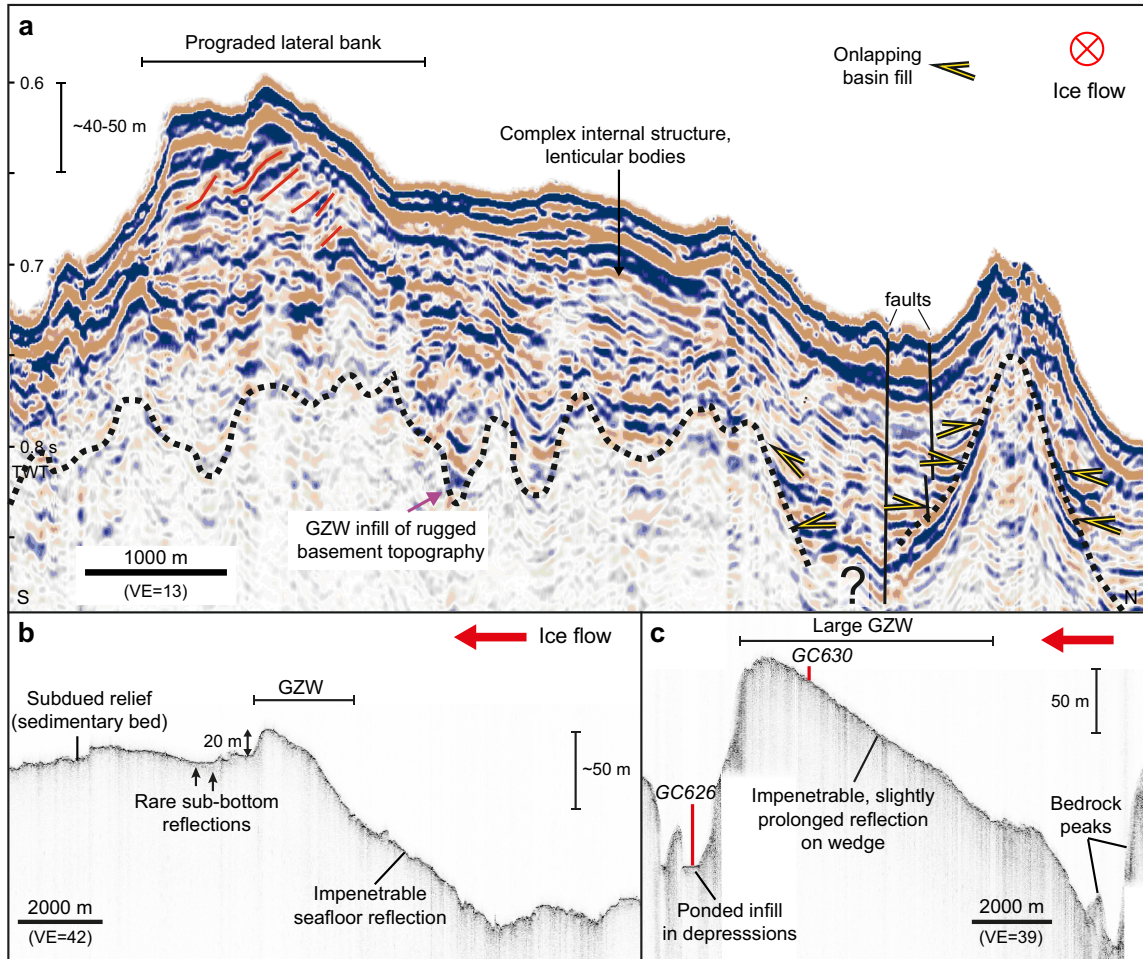 a
Prograded lateral bank
Onlapping
basin fill
Ice flow
0.6
~40-50 m
Complex internal structure,
lenticular bodies
0.7
faults
0.8 s
TWT
GZW infill of rugged
basement topography
1000 m
(VE=13)
?
S
N
b
Ice flow
GZW
Subdued relief
(sedimentary bed)
20 m
~50 m
Rare sub-bottom
reflections
Impenetrable
seafloor reflection
2000 m
(VE=42)
c
Large GZW
GC630
50 m
GC626
Impenetrable, slightly
prolonged reflection
on wedge
Bedrock
peaks
Ponded infill
in depresssions
2000 m
(VE=39)